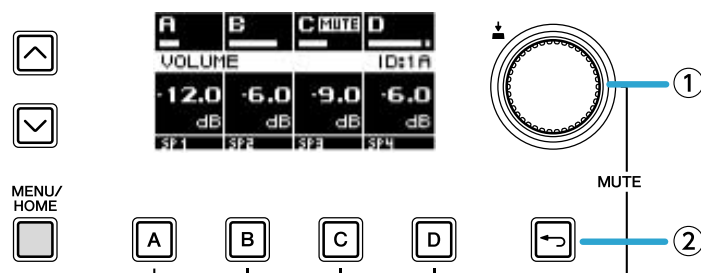 A B C MUTE D
VOLUME ID:1A
-12.0 -6.0 -9.0 -6.0
dB dB dB dB
SP1 SP2 SP3 SP4
1
MUTE
MENU/
HOME
A B C D
2